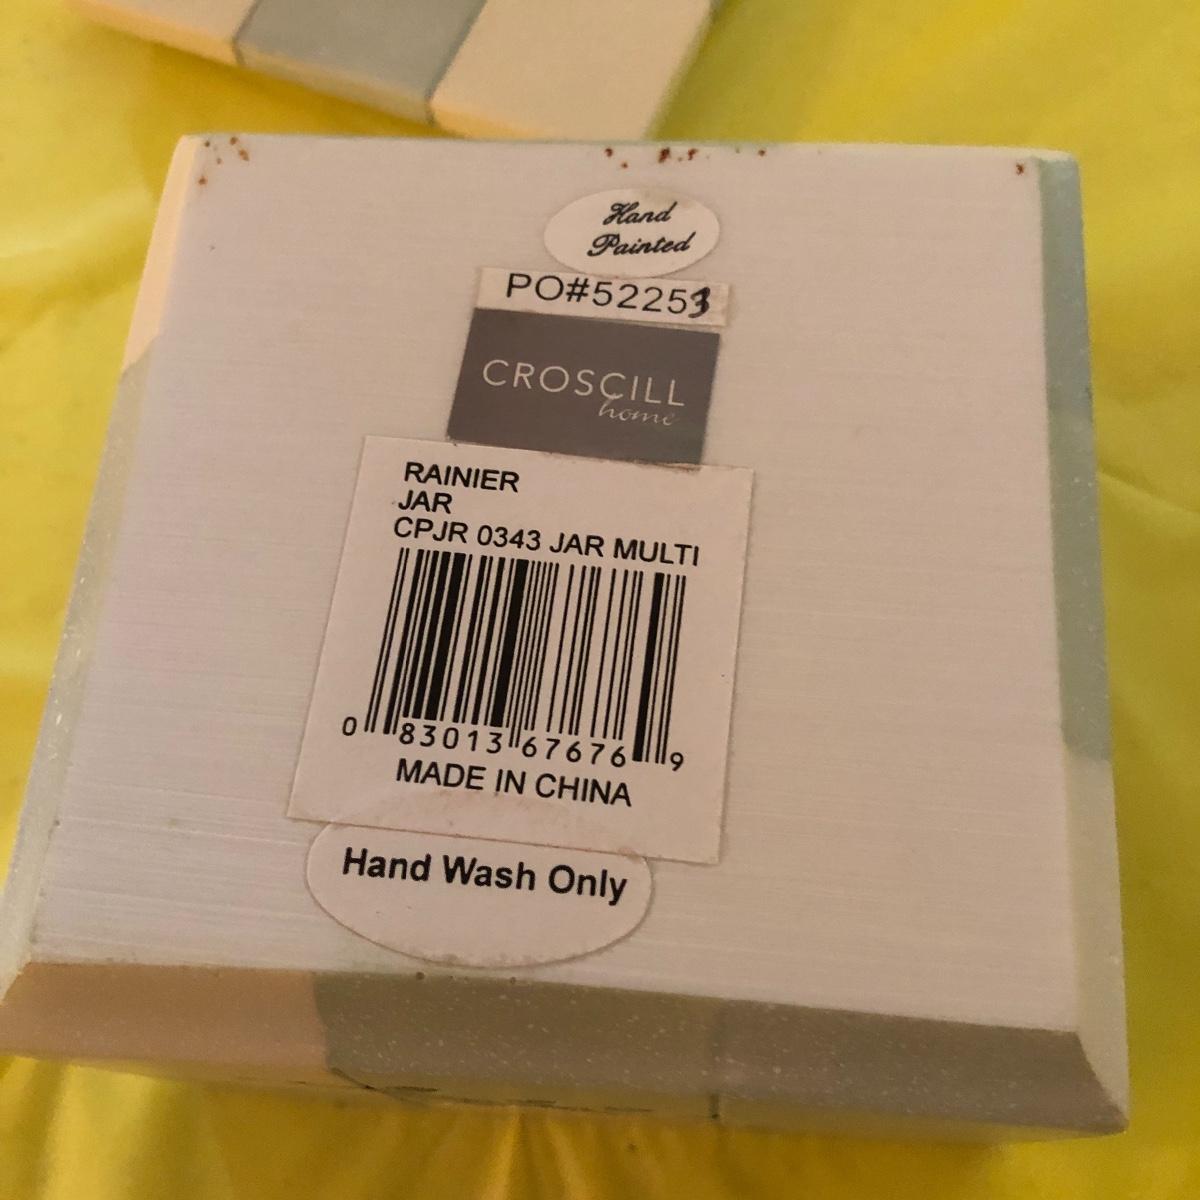 Hand
Painted
PO#52253
CROSCILL
home
RAINIER
JAR
CPJR 0343 JAR MULTI
0 83013 67676 9
MADE IN CHINA
Hand Wash Only